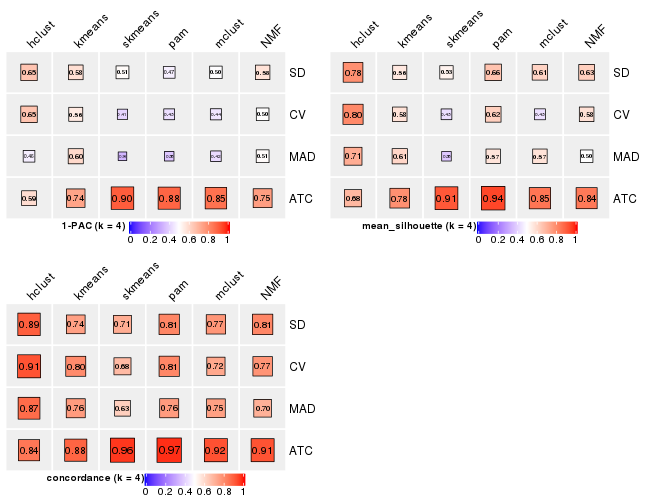 hclust kmeans skmeans pam mclust NMF
0.65 0.58 0.51 0.47 0.50 0.58 SD
0.65 0.56 0.50 CV
0.60 0.51 MAD
0.59 0.74 0.90 0.88 0.85 0.75 ATC
1-PAC (k = 4)
0 0.2 0.4 0.6 0.8 1
hclust kmeans skmeans pam mclust NMF
0.78 0.56 0.66 0.61 0.63 SD
0.80 0.58 0.62 0.58 CV
0.71 0.61 0.57 0.57 0.50 MAD
0.68 0.78 0.91 0.94 0.85 0.84 ATC
mean_silhouette (k = 4)
0 0.2 0.4 0.6 0.8 1
hclust kmeans skmeans pam mclust NMF
0.89 0.74 0.71 0.81 0.77 0.81 SD
0.91 0.80 0.68 0.81 0.72 0.77 CV
0.87 0.76 0.63 0.76 0.75 0.70 MAD
0.84 0.88 0.96 0.97 0.92 0.91 ATC
concordance (k = 4)
0 0.2 0.4 0.6 0.8 1